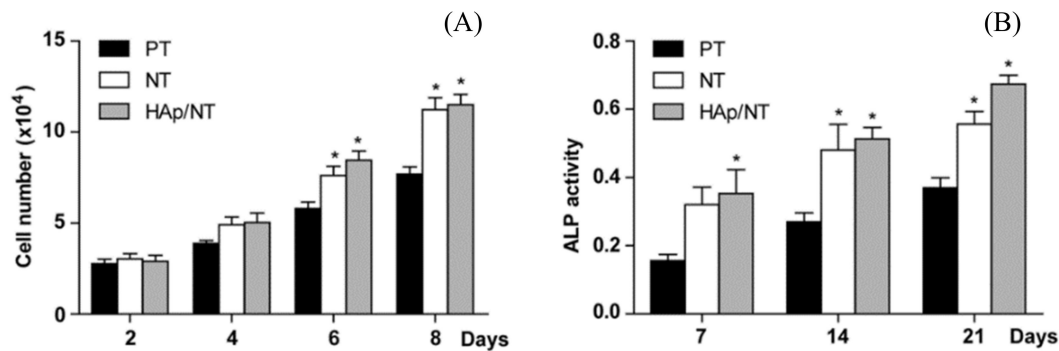 (A)
PT
NT
HAp/NT
Cell number (x10⁴)
15
10
5
0
* *
* *
2 4 6 8 Days
(B)
PT
NT
HAp/NT
ALP activity
0.8
0.6
0.4
0.2
0.0
*
* *
* *
7 14 21 Days